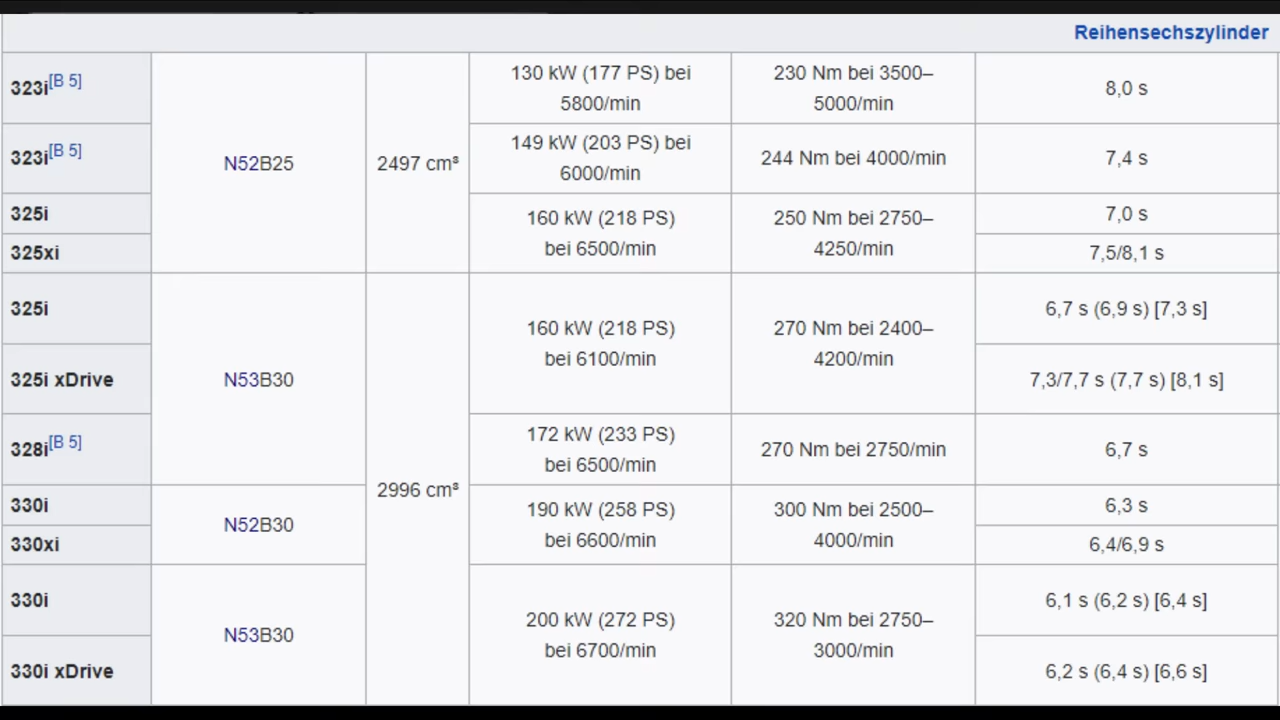 Reihensechszylinder
323i[B 5]
N52B25
2497 cm³
130 kW (177 PS) bei
5800/min
230 Nm bei 3500–
5000/min
8,0 s
323i[B 5]
149 kW (203 PS) bei
6000/min
244 Nm bei 4000/min
7,4 s
325i
160 kW (218 PS)
bei 6500/min
250 Nm bei 2750–
4250/min
7,0 s
325xi
7,5/8,1 s
325i
N53B30
2996 cm³
160 kW (218 PS)
bei 6100/min
270 Nm bei 2400–
4200/min
6,7 s (6,9 s) [7,3 s]
325i xDrive
7,3/7,7 s (7,7 s) [8,1 s]
328i[B 5]
172 kW (233 PS)
bei 6500/min
270 Nm bei 2750/min
6,7 s
330i
N52B30
190 kW (258 PS)
bei 6600/min
300 Nm bei 2500–
4000/min
6,3 s
330xi
6,4/6,9 s
330i
N53B30
200 kW (272 PS)
bei 6700/min
320 Nm bei 2750–
3000/min
6,1 s (6,2 s) [6,4 s]
330i xDrive
6,2 s (6,4 s) [6,6 s]